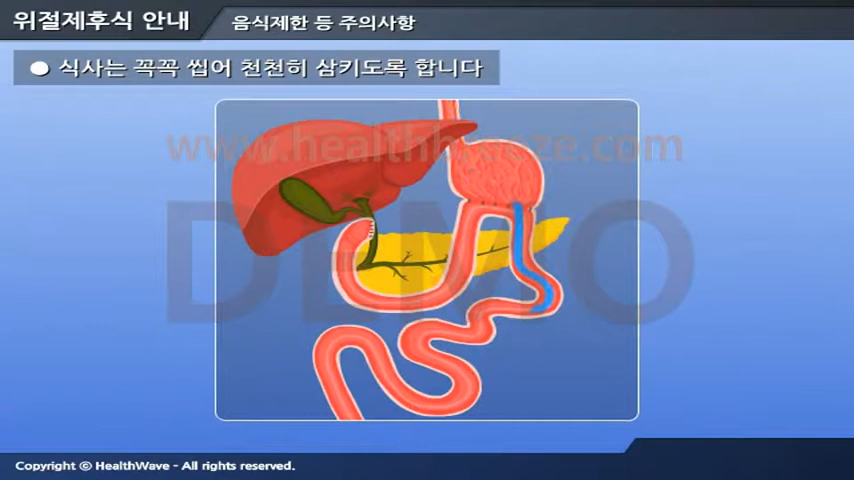 위절제후식 안내
음식제한 등 주의사항
● 식사는 꼭꼭 씹어 천천히 삼키도록 합니다
www.healthbreeze.com
DEMO
Copyright ⓒ HealthWave - All rights reserved.